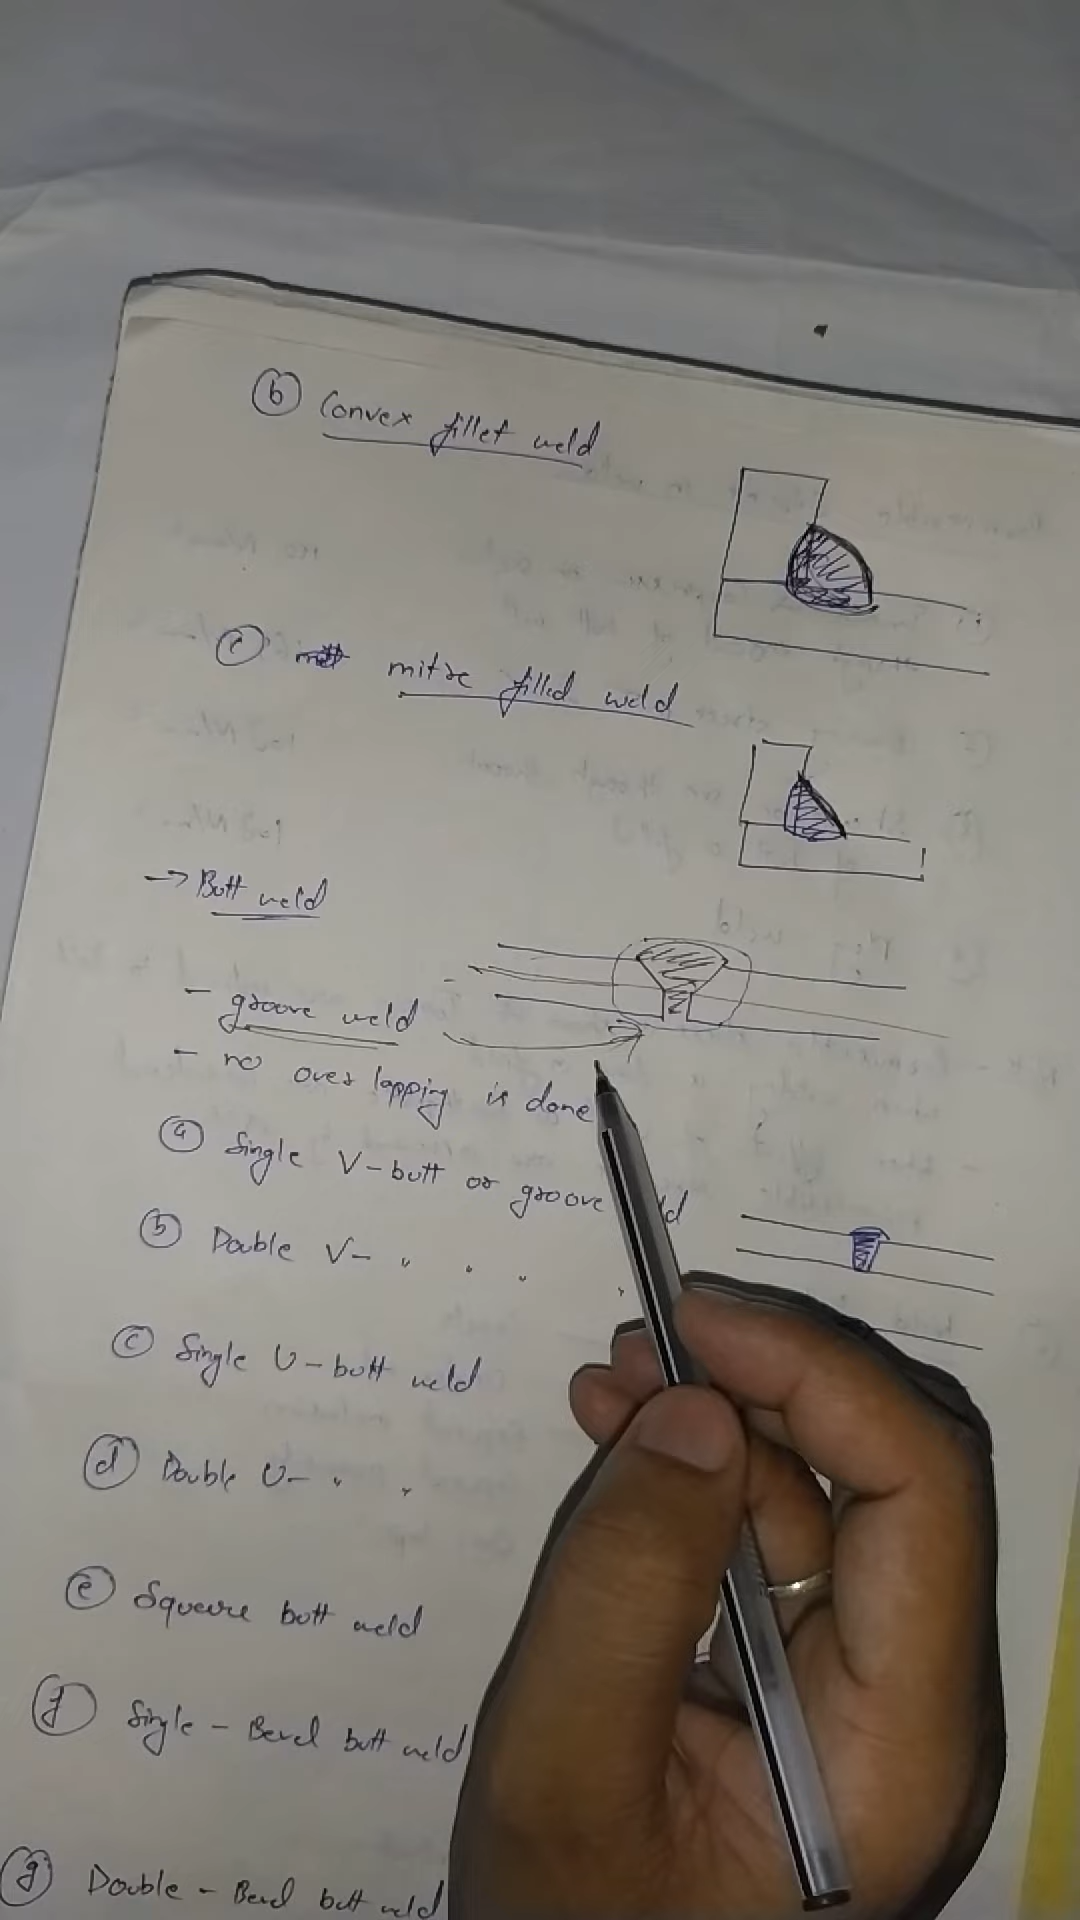 (b) Convex fillet weld
(c) mitre filled weld
→ Butt weld
- groove weld
- no over lapping is done
(a) Single V-butt or groove
(b) Double V- " " " "
(c) Single U-butt weld
(d) Double U- " "
(e) Square butt weld
(f) Single - Bevel butt weld
(g) Double - Bevel butt weld